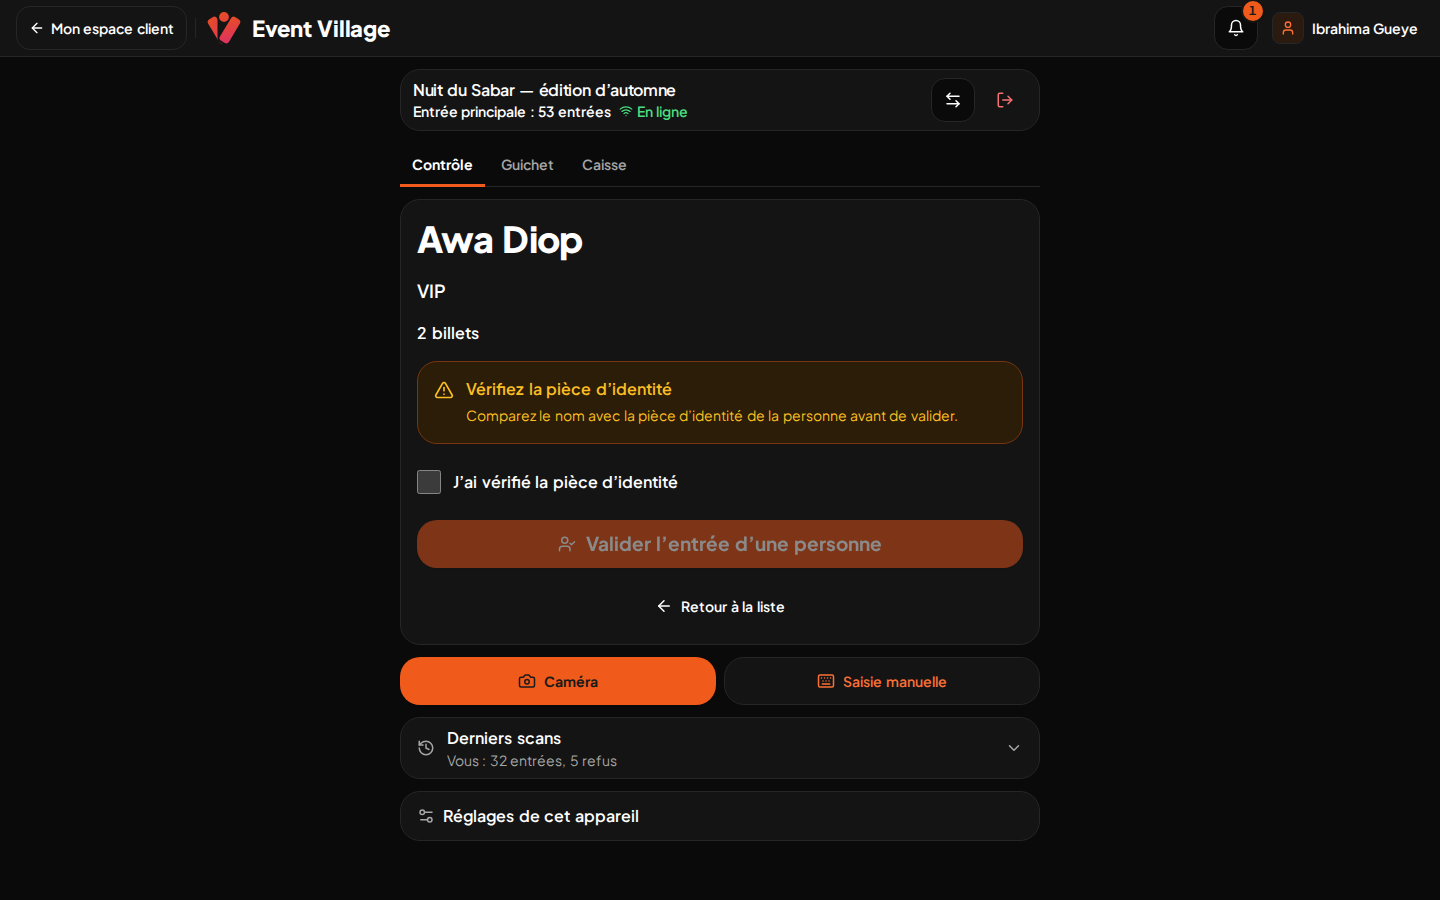 Mon espace client
Event Village
1
Ibrahima Gueye
Nuit du Sabar — édition d’automne
Entrée principale : 53 entrées En ligne
Contrôle Guichet Caisse
Awa Diop
VIP
2 billets
Vérifiez la pièce d’identité
Comparez le nom avec la pièce d’identité de la personne avant de valider.
J’ai vérifié la pièce d’identité
Valider l’entrée d’une personne
Retour à la liste
Caméra
Saisie manuelle
Derniers scans
Vous : 32 entrées, 5 refus
Réglages de cet appareil